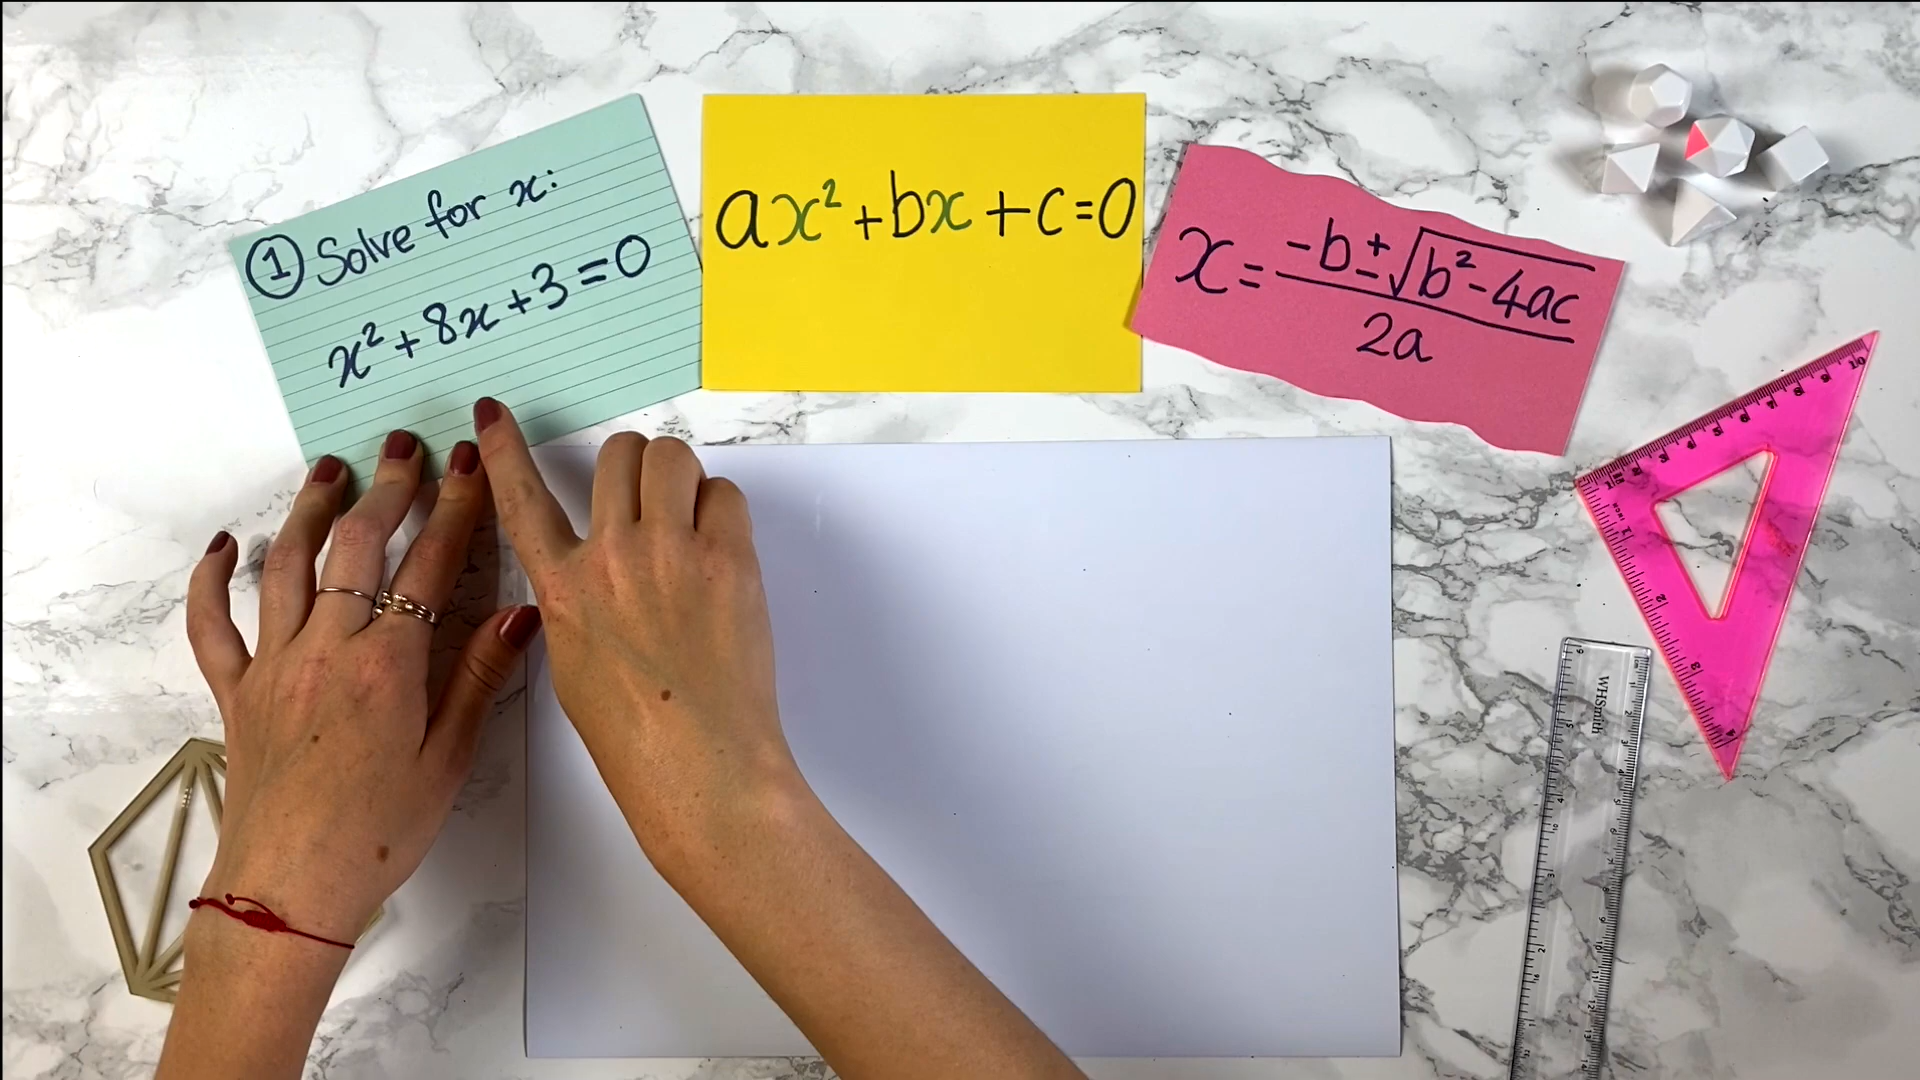 ① Solve for x:
x² + 8x + 3 = 0
ax² + bx + c = 0
x = -b ± √b² - 4ac
2a
WHSmith